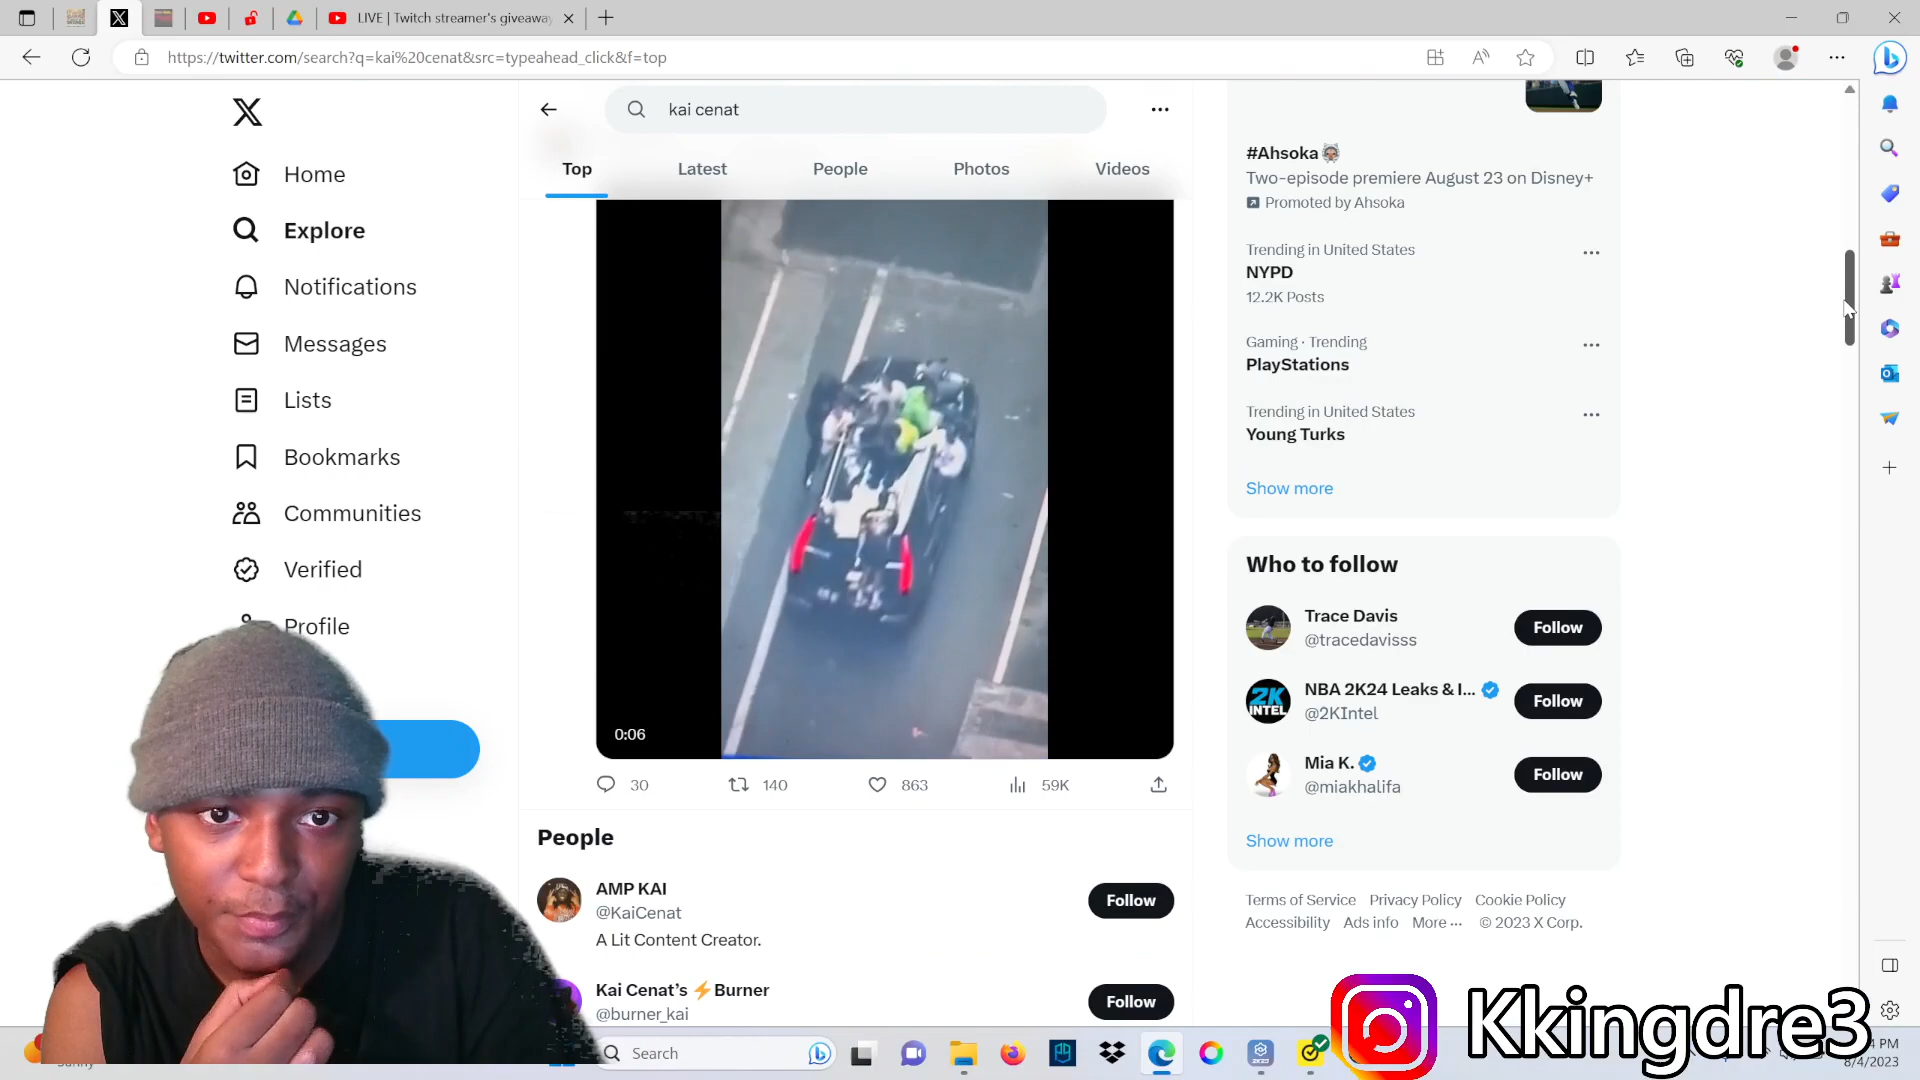 LIVE | Twitch streamer's giveaway
https://twitter.com/search?q=kai%20cenat&src=typeahead_click&f=top
kai cenat
Top
Latest
People
Photos
Videos
Home
Explore
Notifications
Messages
Lists
Bookmarks
Communities
Verified
Profile
0:06
30
140
863
59K
People
AMP KAI
@KaiCenat
A Lit Content Creator.
Follow
Kai Cenat's ⚡Burner
@burner_kai
Follow
#Ahsoka
Two-episode premiere August 23 on Disney+
Promoted by Ahsoka
Trending in United States
NYPD
12.2K Posts
Gaming · Trending
PlayStations
Trending in United States
Young Turks
Show more
Who to follow
Trace Davis
@tracedavisss
Follow
NBA 2K24 Leaks & I...
@2KIntel
Follow
2K INTEL
Mia K.
@miakhalifa
Follow
Show more
Terms of Service Privacy Policy Cookie Policy
Accessibility Ads info More ··· © 2023 X Corp.
Kkingdre3
Search
PM
8/4/2023